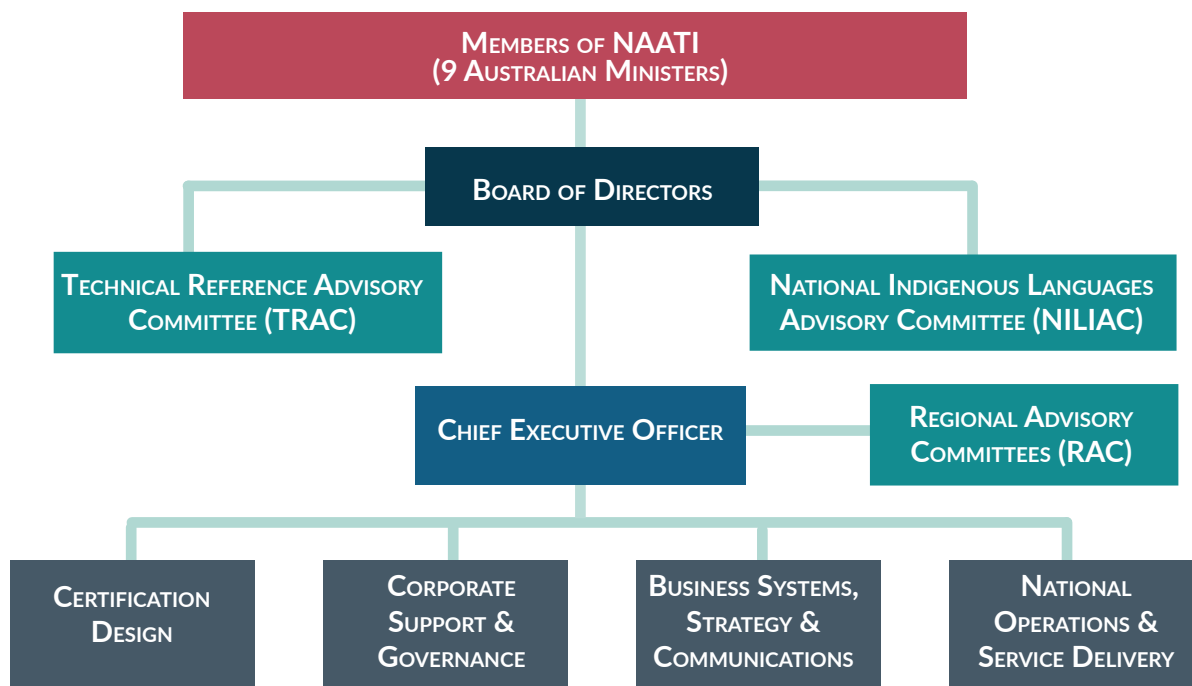 Members of NAATI
(9 Australian Ministers)
Board of Directors
Technical Reference Advisory
Committee (TRAC)
National Indigenous Languages
Advisory Committee (NILIAC)
Chief Executive Officer
Regional Advisory
Committees (RAC)
Certification
Design
Corporate
Support &
Governance
Business Systems,
Strategy &
Communications
National
Operations &
Service Delivery